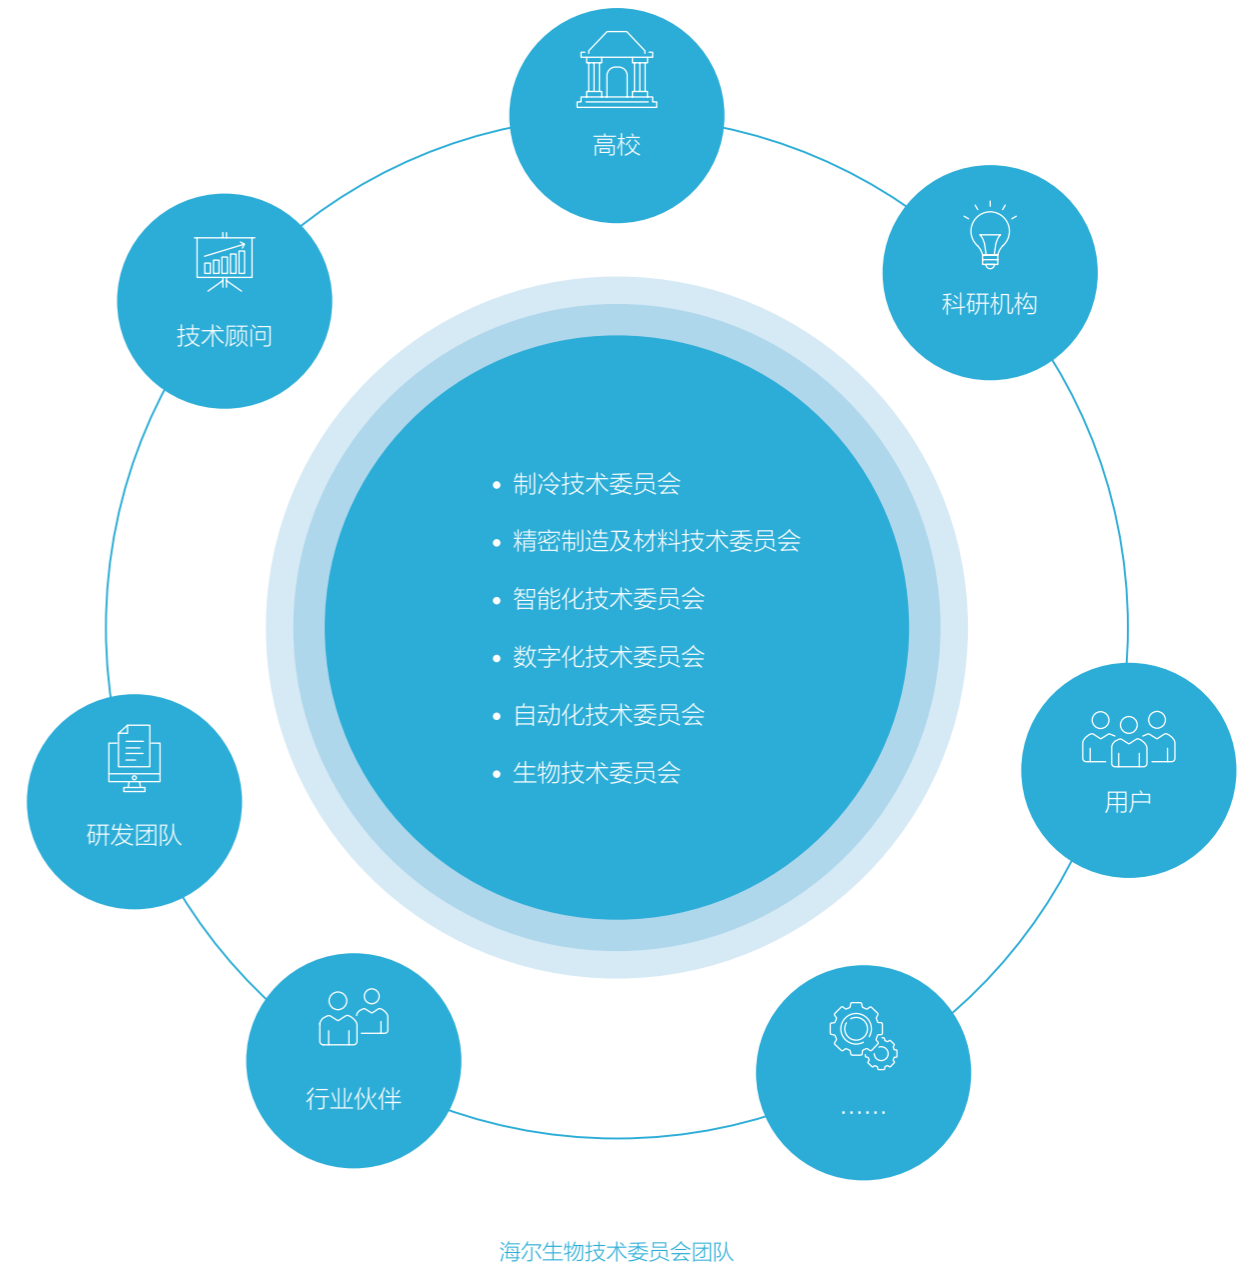 高校
科研机构
技术顾问
• 制冷技术委员会
• 精密制造及材料技术委员会
• 智能化技术委员会
• 数字化技术委员会
• 自动化技术委员会
• 生物技术委员会
用户
研发团队
行业伙伴
……
海尔生物技术委员会团队